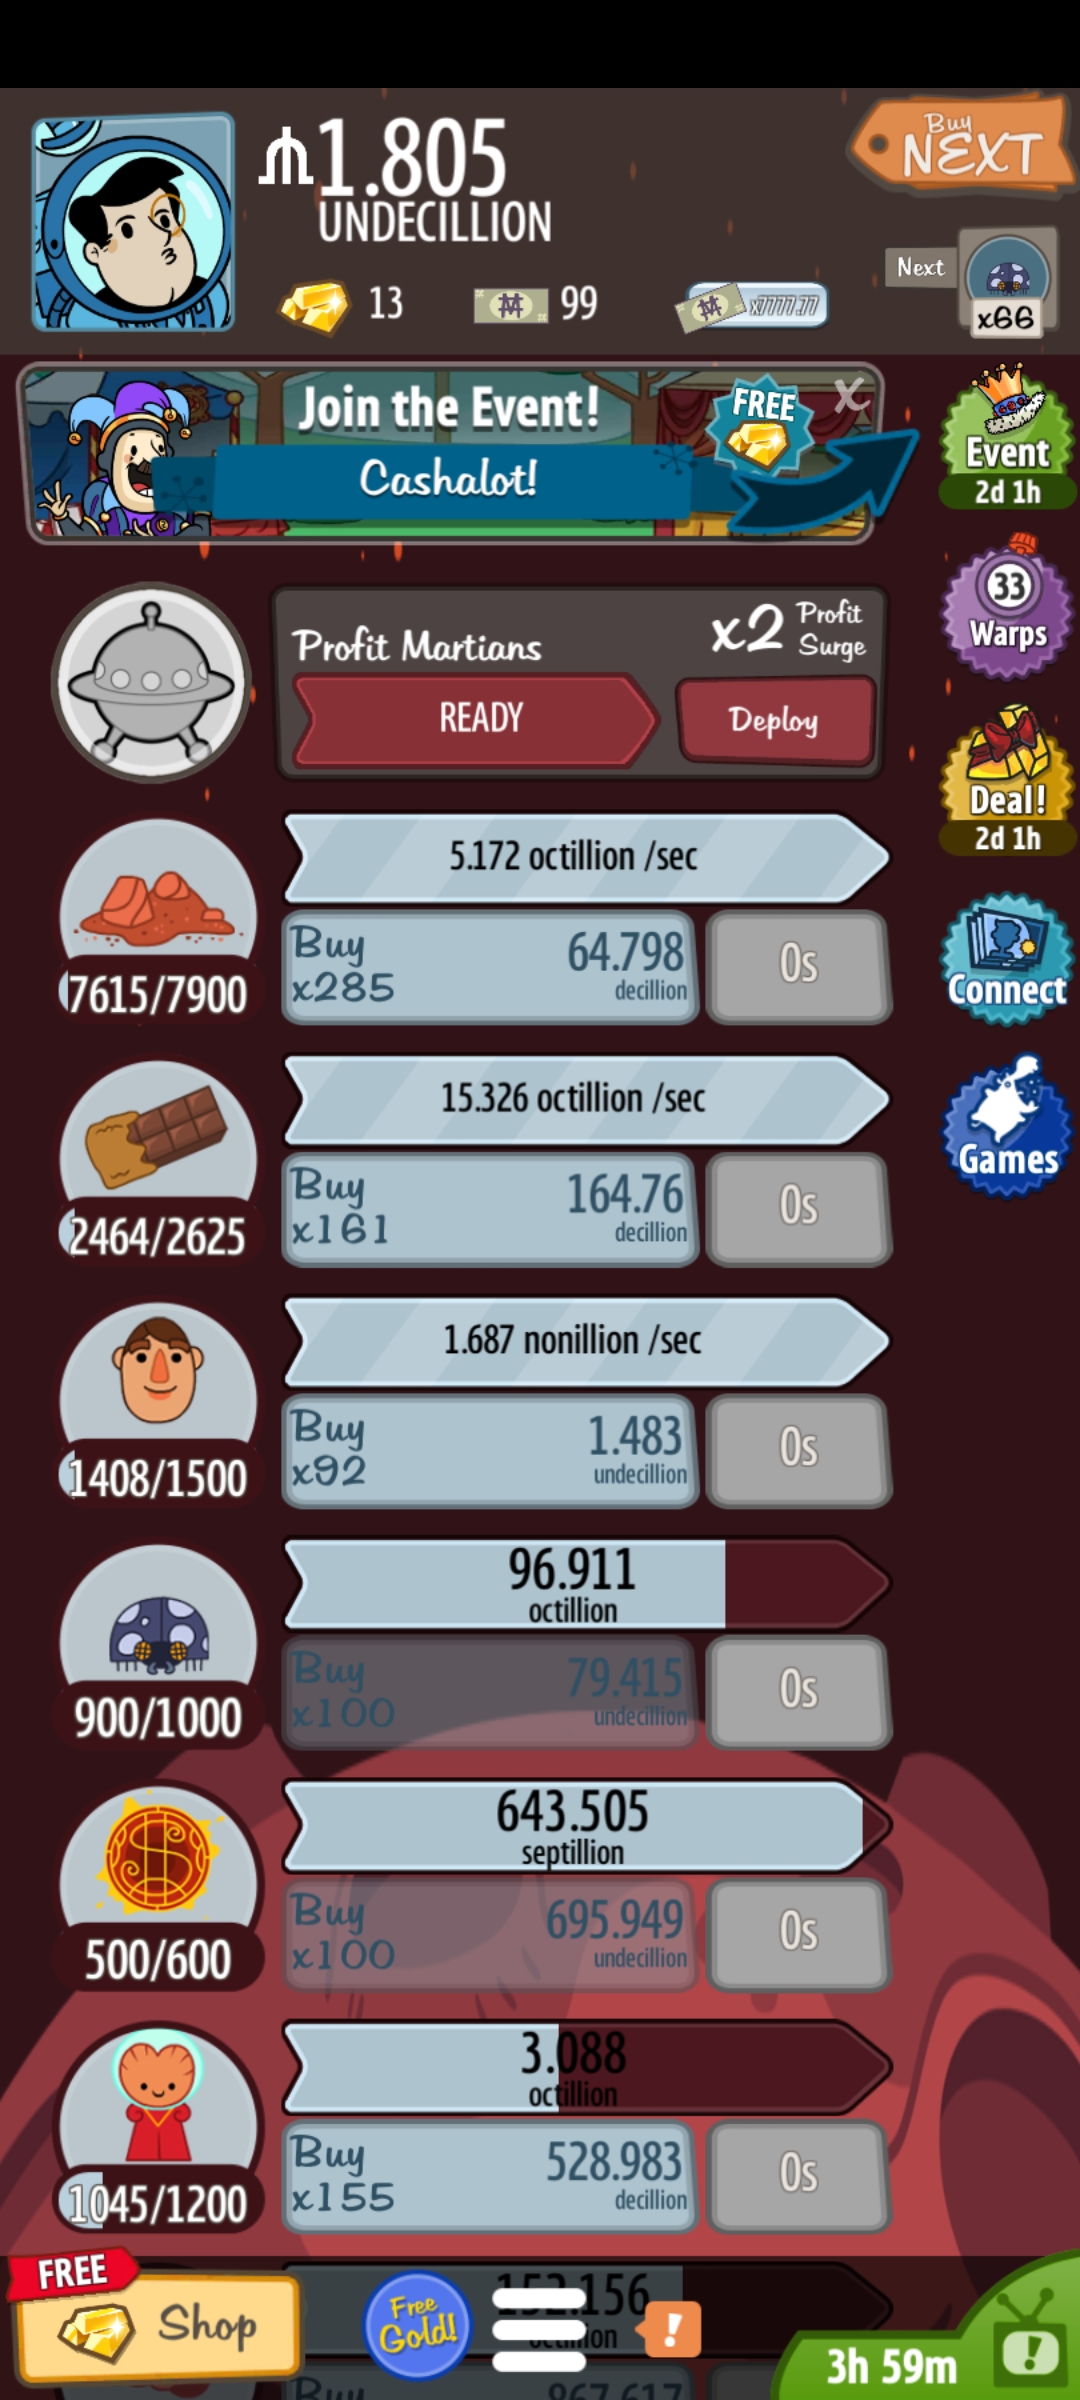 1.805
UNDECILLION
Buy
NEXT
13
99
x7777.77
Next
x66
Join the Event!
Cashalot!
FREE
X
Event
2d 1h
33
Warps
Profit Martians
x2 Profit
Surge
READY
Deploy
Deal!
2d 1h
5.172 octillion /sec
Buy
x285
64.798
decillion
0s
7615/7900
Connect
15.326 octillion /sec
Buy
x161
164.76
decillion
0s
2464/2625
Games
1.687 nonillion /sec
Buy
x92
1.483
undecillion
0s
1408/1500
96.911
octillion
Buy
x100
79.415
undecillion
0s
900/1000
643.505
septillion
Buy
x100
695.949
undecillion
0s
500/600
3.088
octillion
Buy
x155
528.983
decillion
0s
1045/1200
FREE
Shop
Free
Gold!
152.156
octillion
!
3h 59m
!
Buy
867.617